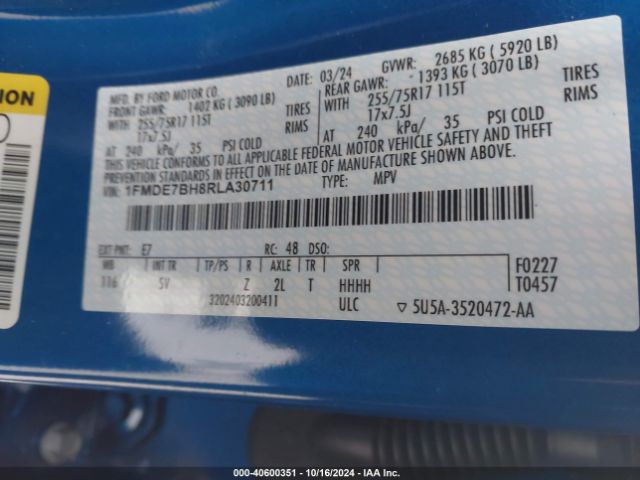 ION
MFD. BY FORD MOTOR CO.
DATE: 03/24 GVWR: 2685 KG ( 5920 LB)
FRONT GAWR: 1402 KG ( 3090 LB) REAR GAWR: 1393 KG ( 3070 LB)
WITH 255/75R17 115T TIRES WITH 255/75R17 115T TIRES
17x7.5J RIMS 17x7.5J RIMS
AT 240 kPa/ 35 PSI COLD AT 240 kPa/ 35 PSI COLD
THIS VEHICLE CONFORMS TO ALL APPLICABLE FEDERAL MOTOR VEHICLE SAFETY AND THEFT
PREVENTION STANDARDS IN EFFECT ON THE DATE OF MANUFACTURE SHOWN ABOVE.
VIN: 1FMDE7BH8RLA30711 TYPE: MPV
EXT PNT: E7 RC: 48 DSO:
WB INT TR TP/PS R AXLE TR SPR F0227
116 5V Z 2L T HHHH T0457
3202403200411 ULC 5U5A-3520472-AA
000-40600351 | 10/16/2024 | IAA Inc.